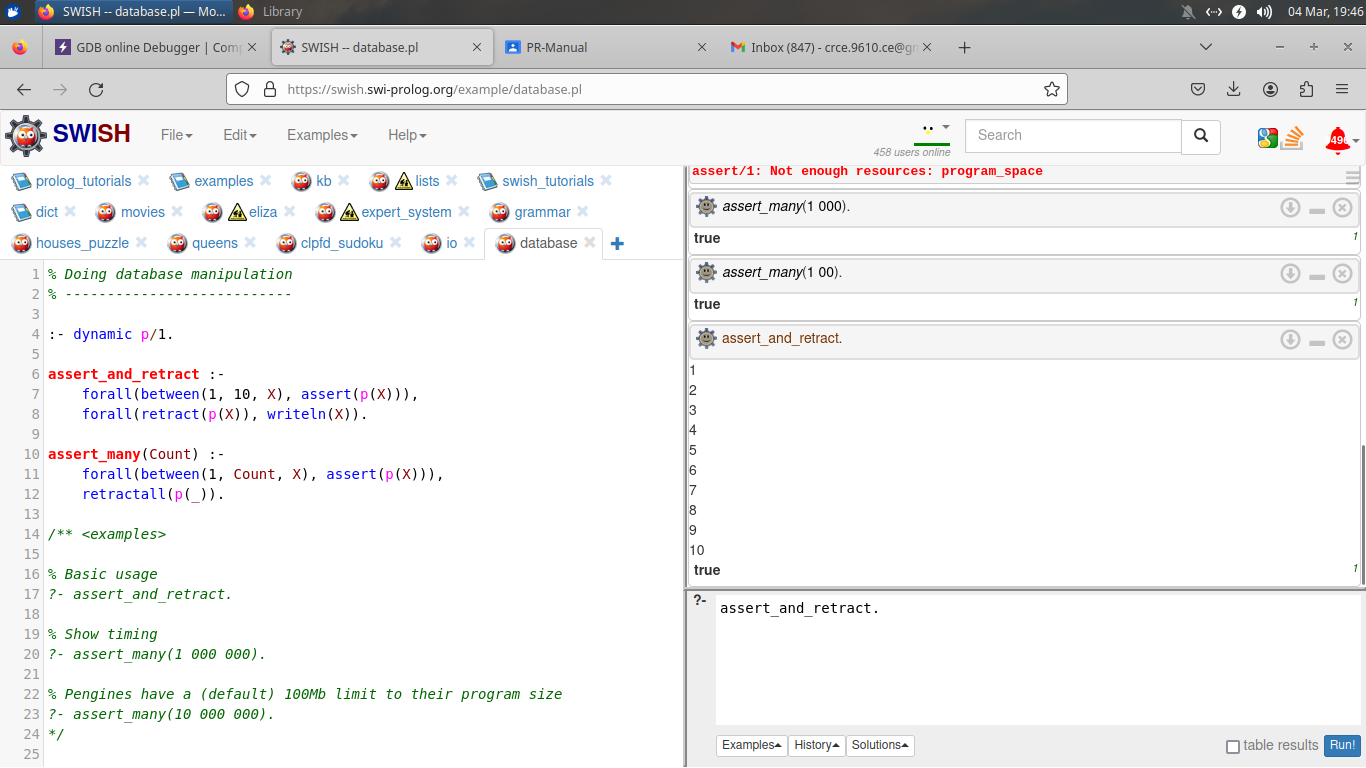 SWISH -- database.pl — Mo...
Library
04 Mar, 19:46
GDB online Debugger | Com
SWISH -- database.pl
PR-Manual
Inbox (847) - crce.9610.ce@gm
https://swish.swi-prolog.org/example/database.pl
SWISH
File
Edit
Examples
Help
458 users online
Search
prolog_tutorials
examples
kb
lists
swish_tutorials
dict
movies
eliza
expert_system
grammar
houses_puzzle
queens
clpfd_sudoku
io
database
1 % Doing database manipulation
2 % ---------------------------
3
4 :- dynamic p/1.
5
6 assert_and_retract :-
7 forall(between(1, 10, X), assert(p(X))),
8 forall(retract(p(X)), writeln(X)).
9
10 assert_many(Count) :-
11 forall(between(1, Count, X), assert(p(X))),
12 retractall(p(_)).
13
14 /** <examples>
15
16 % Basic usage
17 ?- assert_and_retract.
18
19 % Show timing
20 ?- assert_many(1 000 000).
21
22 % Pengines have a (default) 100Mb limit to their program size
23 ?- assert_many(10 000 000).
24 */
25
assert/1: Not enough resources: program_space
assert_many(1 000).
true
1
assert_many(1 00).
true
1
assert_and_retract.
1
2
3
4
5
6
7
8
9
10
true
1
?-
assert_and_retract.
Examples
History
Solutions
table results
Run!